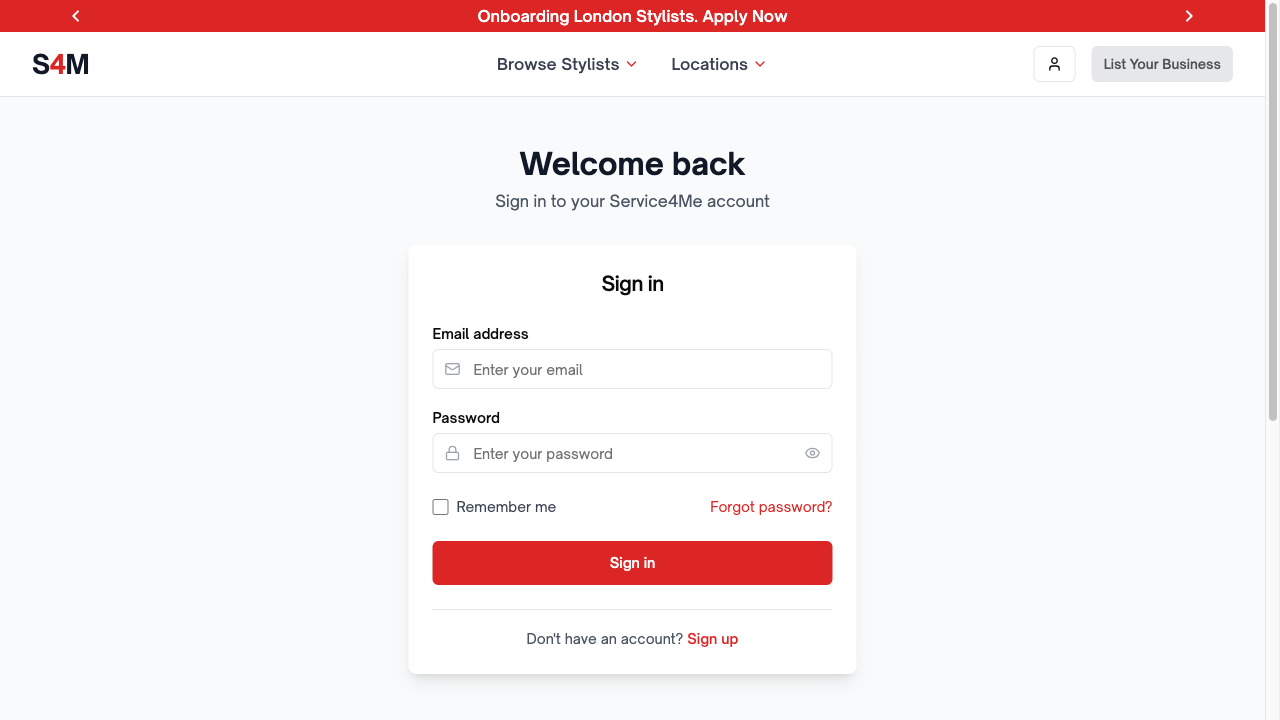 Onboarding London Stylists. Apply Now
S4M
Browse Stylists
Locations
List Your Business
Welcome back
Sign in to your Service4Me account
Sign in
Email address
Enter your email
Password
Enter your password
Remember me
Forgot password?
Sign in
Don't have an account? Sign up